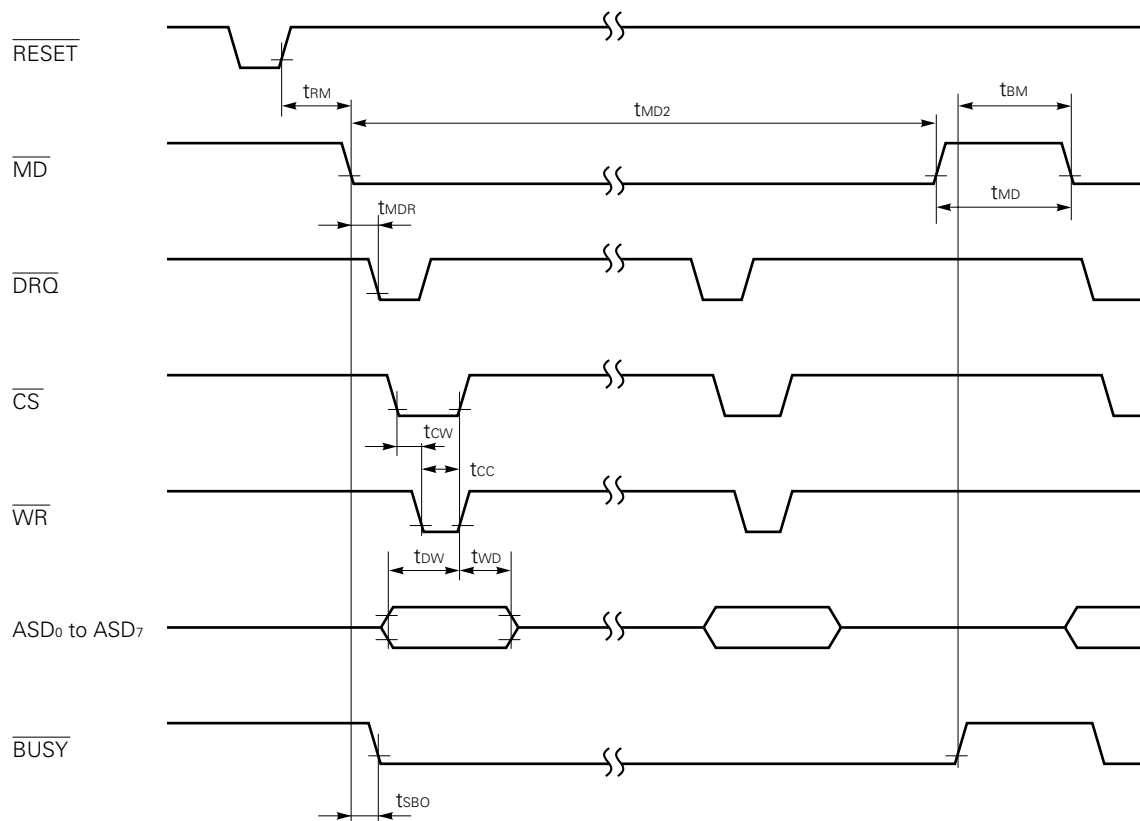 RESET
tRM
tMD2
tBM
MD
tMDR
tMD
DRQ
CS
tCW
tCC
WR
tDW
tWD
ASD0 to ASD7
BUSY
tSBO